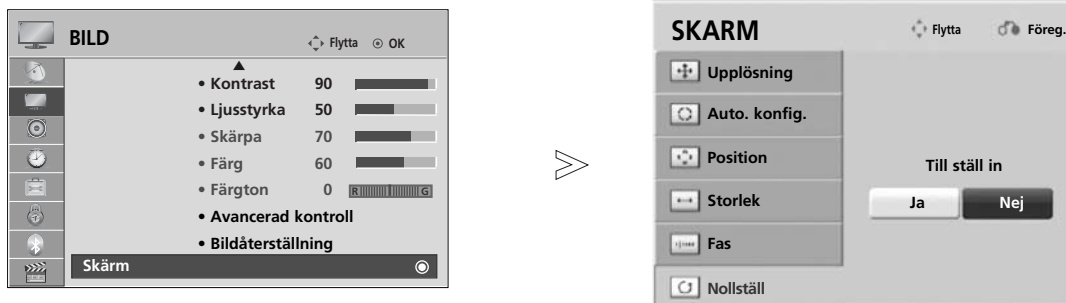 BILD
Flytta OK
• Kontrast 90
• Ljusstyrka 50
• Skärpa 70
• Färg 60
• Färgton 0 R G
• Avancerad kontroll
• Bildåterställning
Skärm
SKARM
Flytta Föreg.
Upplösning
Auto. konfig.
Position
Storlek
Fas
Nollställ
Till ställ in
Ja Nej